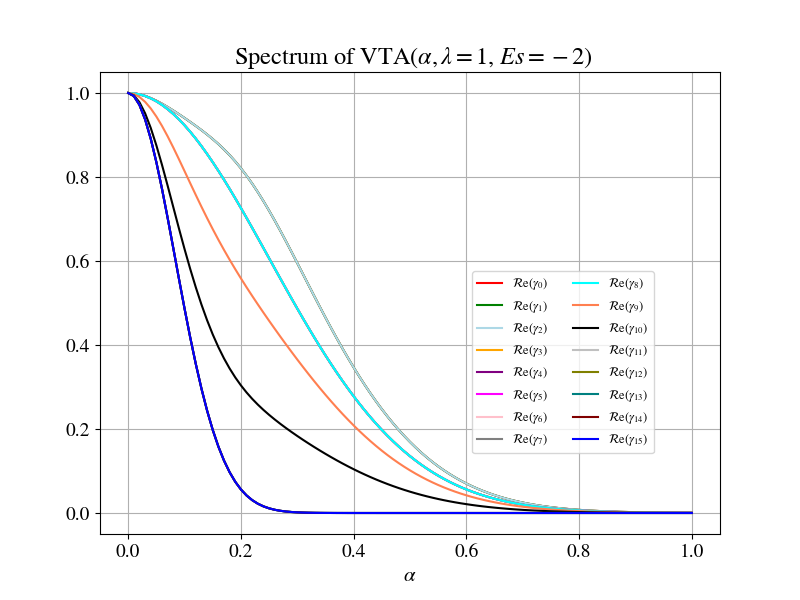 Spectrum of VTA(α, λ = 1, Es = −2)
1.0
0.8
0.6
0.4
0.2
0.0
0.0 0.2 0.4 0.6 0.8 1.0
α
ℛe(γ₀) ℛe(γ₈)
ℛe(γ₁) ℛe(γ₉)
ℛe(γ₂) ℛe(γ₁₀)
ℛe(γ₃) ℛe(γ₁₁)
ℛe(γ₄) ℛe(γ₁₂)
ℛe(γ₅) ℛe(γ₁₃)
ℛe(γ₆) ℛe(γ₁₄)
ℛe(γ₇) ℛe(γ₁₅)